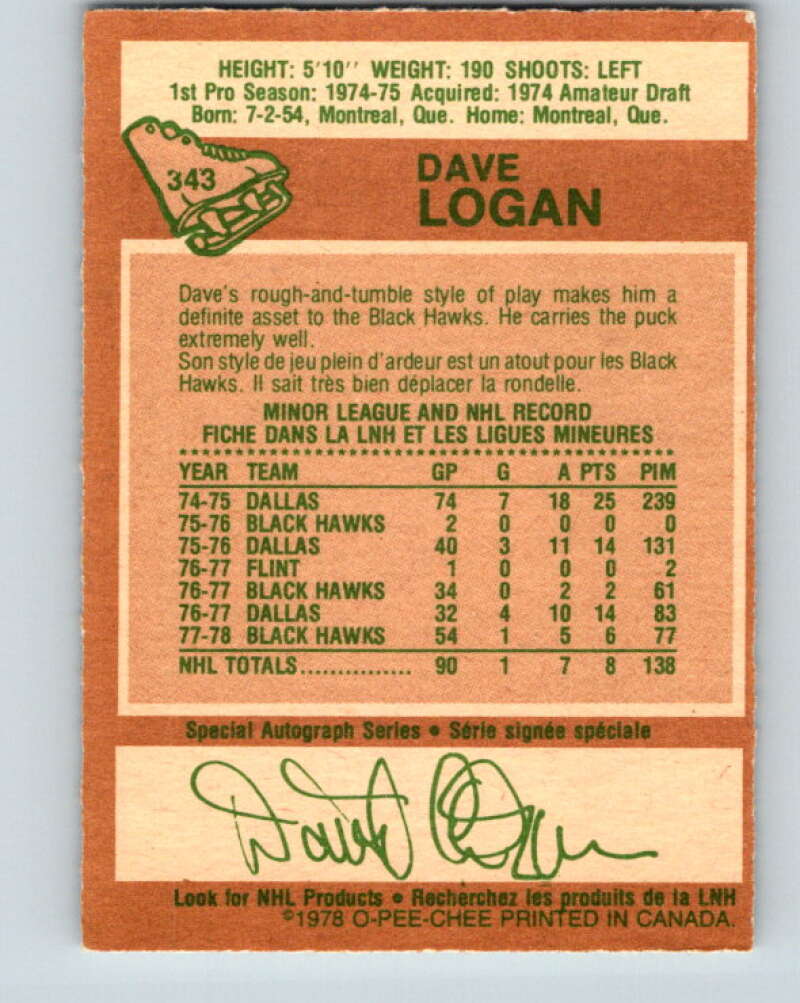 HEIGHT: 5'10'' WEIGHT: 190 SHOOTS: LEFT
1st Pro Season: 1974-75 Acquired: 1974 Amateur Draft
Born: 7-2-54, Montreal, Que. Home: Montreal, Que.
343
DAVE
LOGAN
Dave's rough-and-tumble style of play makes him a
definite asset to the Black Hawks. He carries the puck
extremely well.
Son style de jeu plein d'ardeur est un atout pour les Black
Hawks. Il sait très bien déplacer la rondelle.
MINOR LEAGUE AND NHL RECORD
FICHE DANS LA LNH ET LES LIGUES MINEURES
YEAR TEAM GP G A PTS PIM
74-75 DALLAS 74 7 18 25 239
75-76 BLACK HAWKS 2 0 0 0 0
75-76 DALLAS 40 3 11 14 131
76-77 FLINT 1 0 0 0 2
76-77 BLACK HAWKS 34 0 2 2 61
76-77 DALLAS 32 4 10 14 83
77-78 BLACK HAWKS 54 1 5 6 77
NHL TOTALS............... 90 1 7 8 138
Special Autograph Series • Série signée spéciale
Dave Logan
Look for NHL Products • Recherchez les produits de la LNH
©1978 O-PEE-CHEE PRINTED IN CANADA.